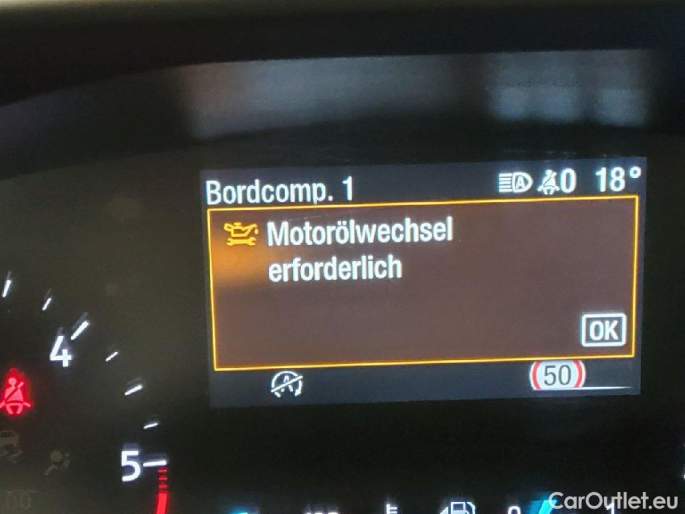 Bordcomp. 1 A 0 18°
Motorölwechsel
erforderlich
OK
A 50
4
5
CarOutlet.eu